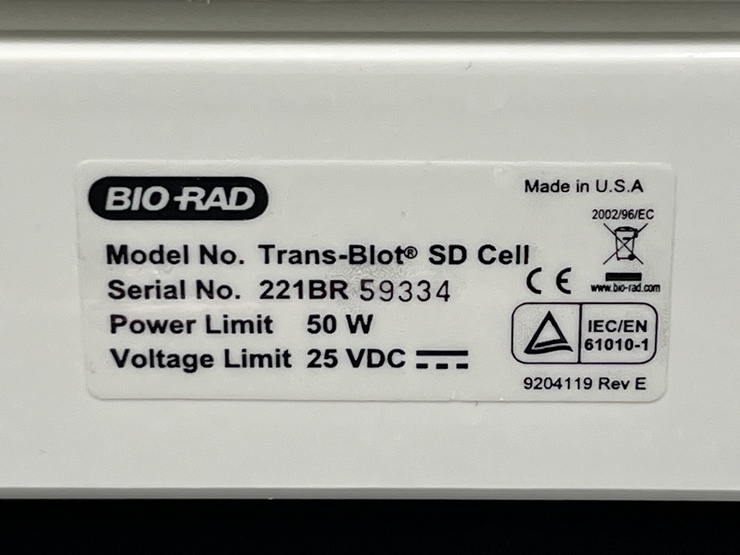 BIO-RAD
Made in U.S.A
2002/96/EC
Model No. Trans-Blot® SD Cell
Serial No. 221BR 59334
CE
www.bio-rad.com
Power Limit 50 W
IEC/EN
61010-1
Voltage Limit 25 VDC
9204119 Rev E